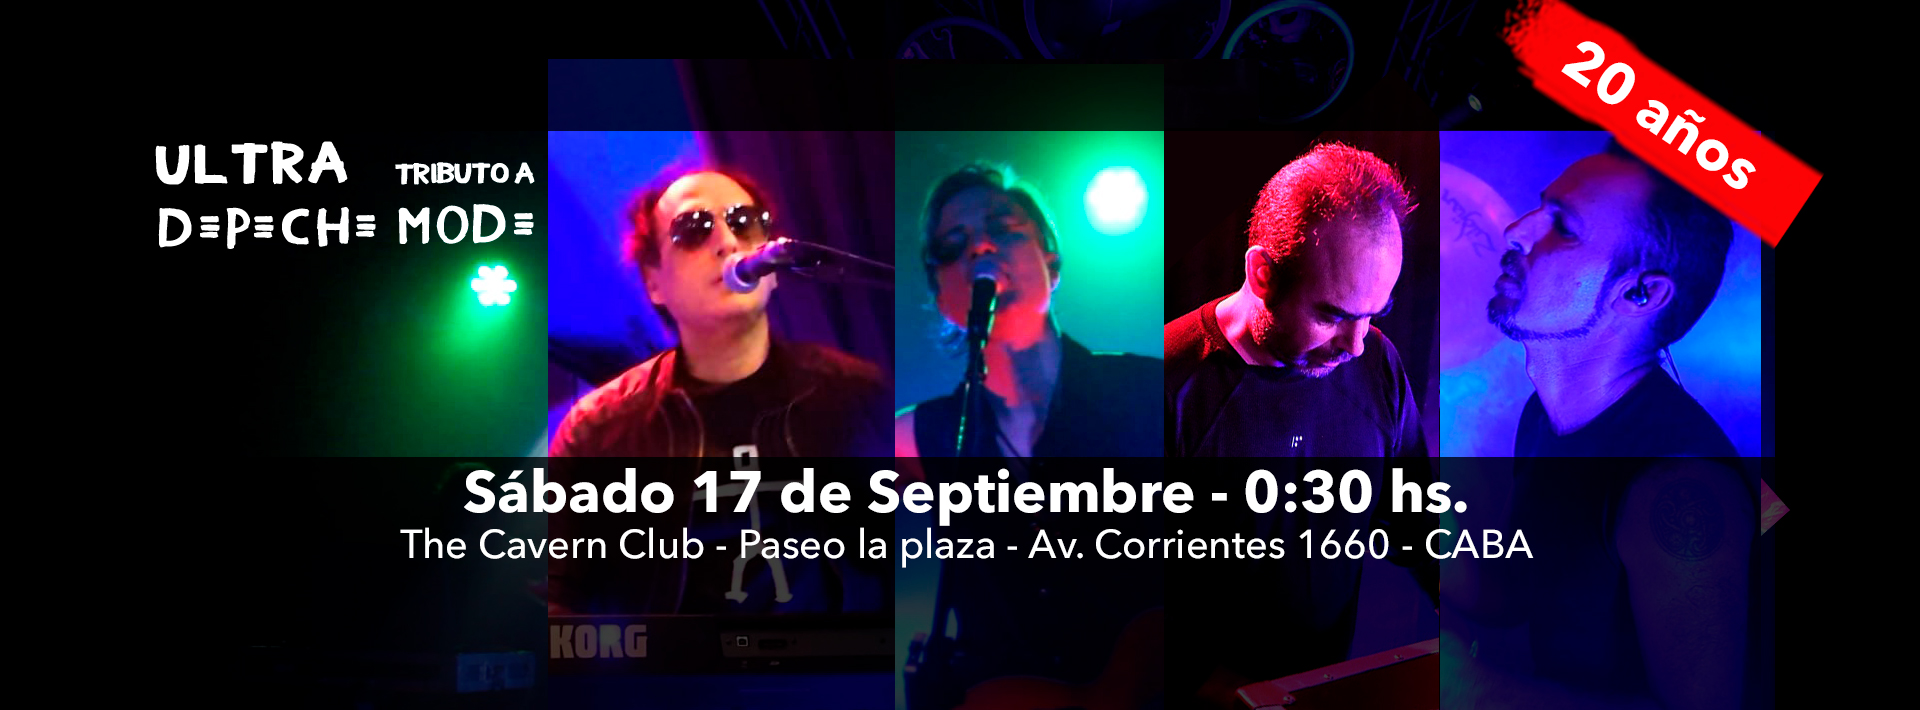 20 años
ULTRA TRIBUTO A
DEPECHE MODE
Sábado 17 de Septiembre - 0:30 hs.
The Cavern Club - Paseo la plaza - Av. Corrientes 1660 - CABA
KORG